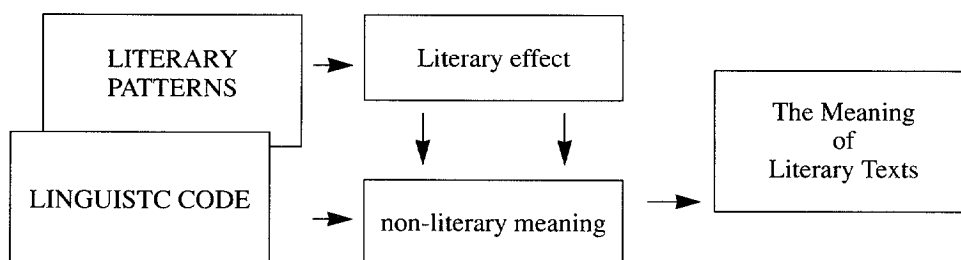 LITERARY
PATTERNS
Literary effect
LINGUISTC CODE
non-literary meaning
The Meaning
of
Literary Texts